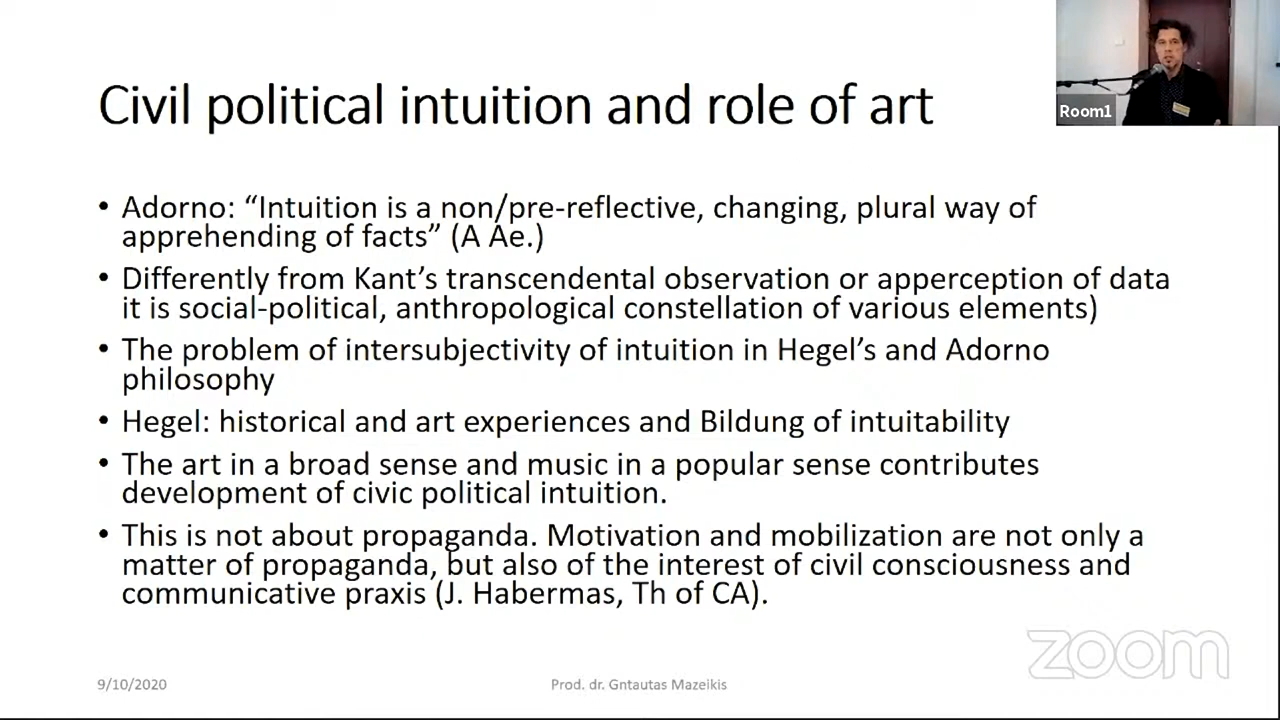 Civil political intuition and role of art
Room1
• Adorno: “Intuition is a non/pre-reflective, changing, plural way of
apprehending of facts” (A Ae.)
• Differently from Kant’s transcendental observation or apperception of data
it is social-political, anthropological constellation of various elements)
• The problem of intersubjectivity of intuition in Hegel’s and Adorno
philosophy
• Hegel: historical and art experiences and Bildung of intuitability
• The art in a broad sense and music in a popular sense contributes
development of civic political intuition.
• This is not about propaganda. Motivation and mobilization are not only a
matter of propaganda, but also of the interest of civil consciousness and
communicative praxis (J. Habermas, Th of CA).
zoom
9/10/2020
Prod. dr. Gntautas Mazeikis